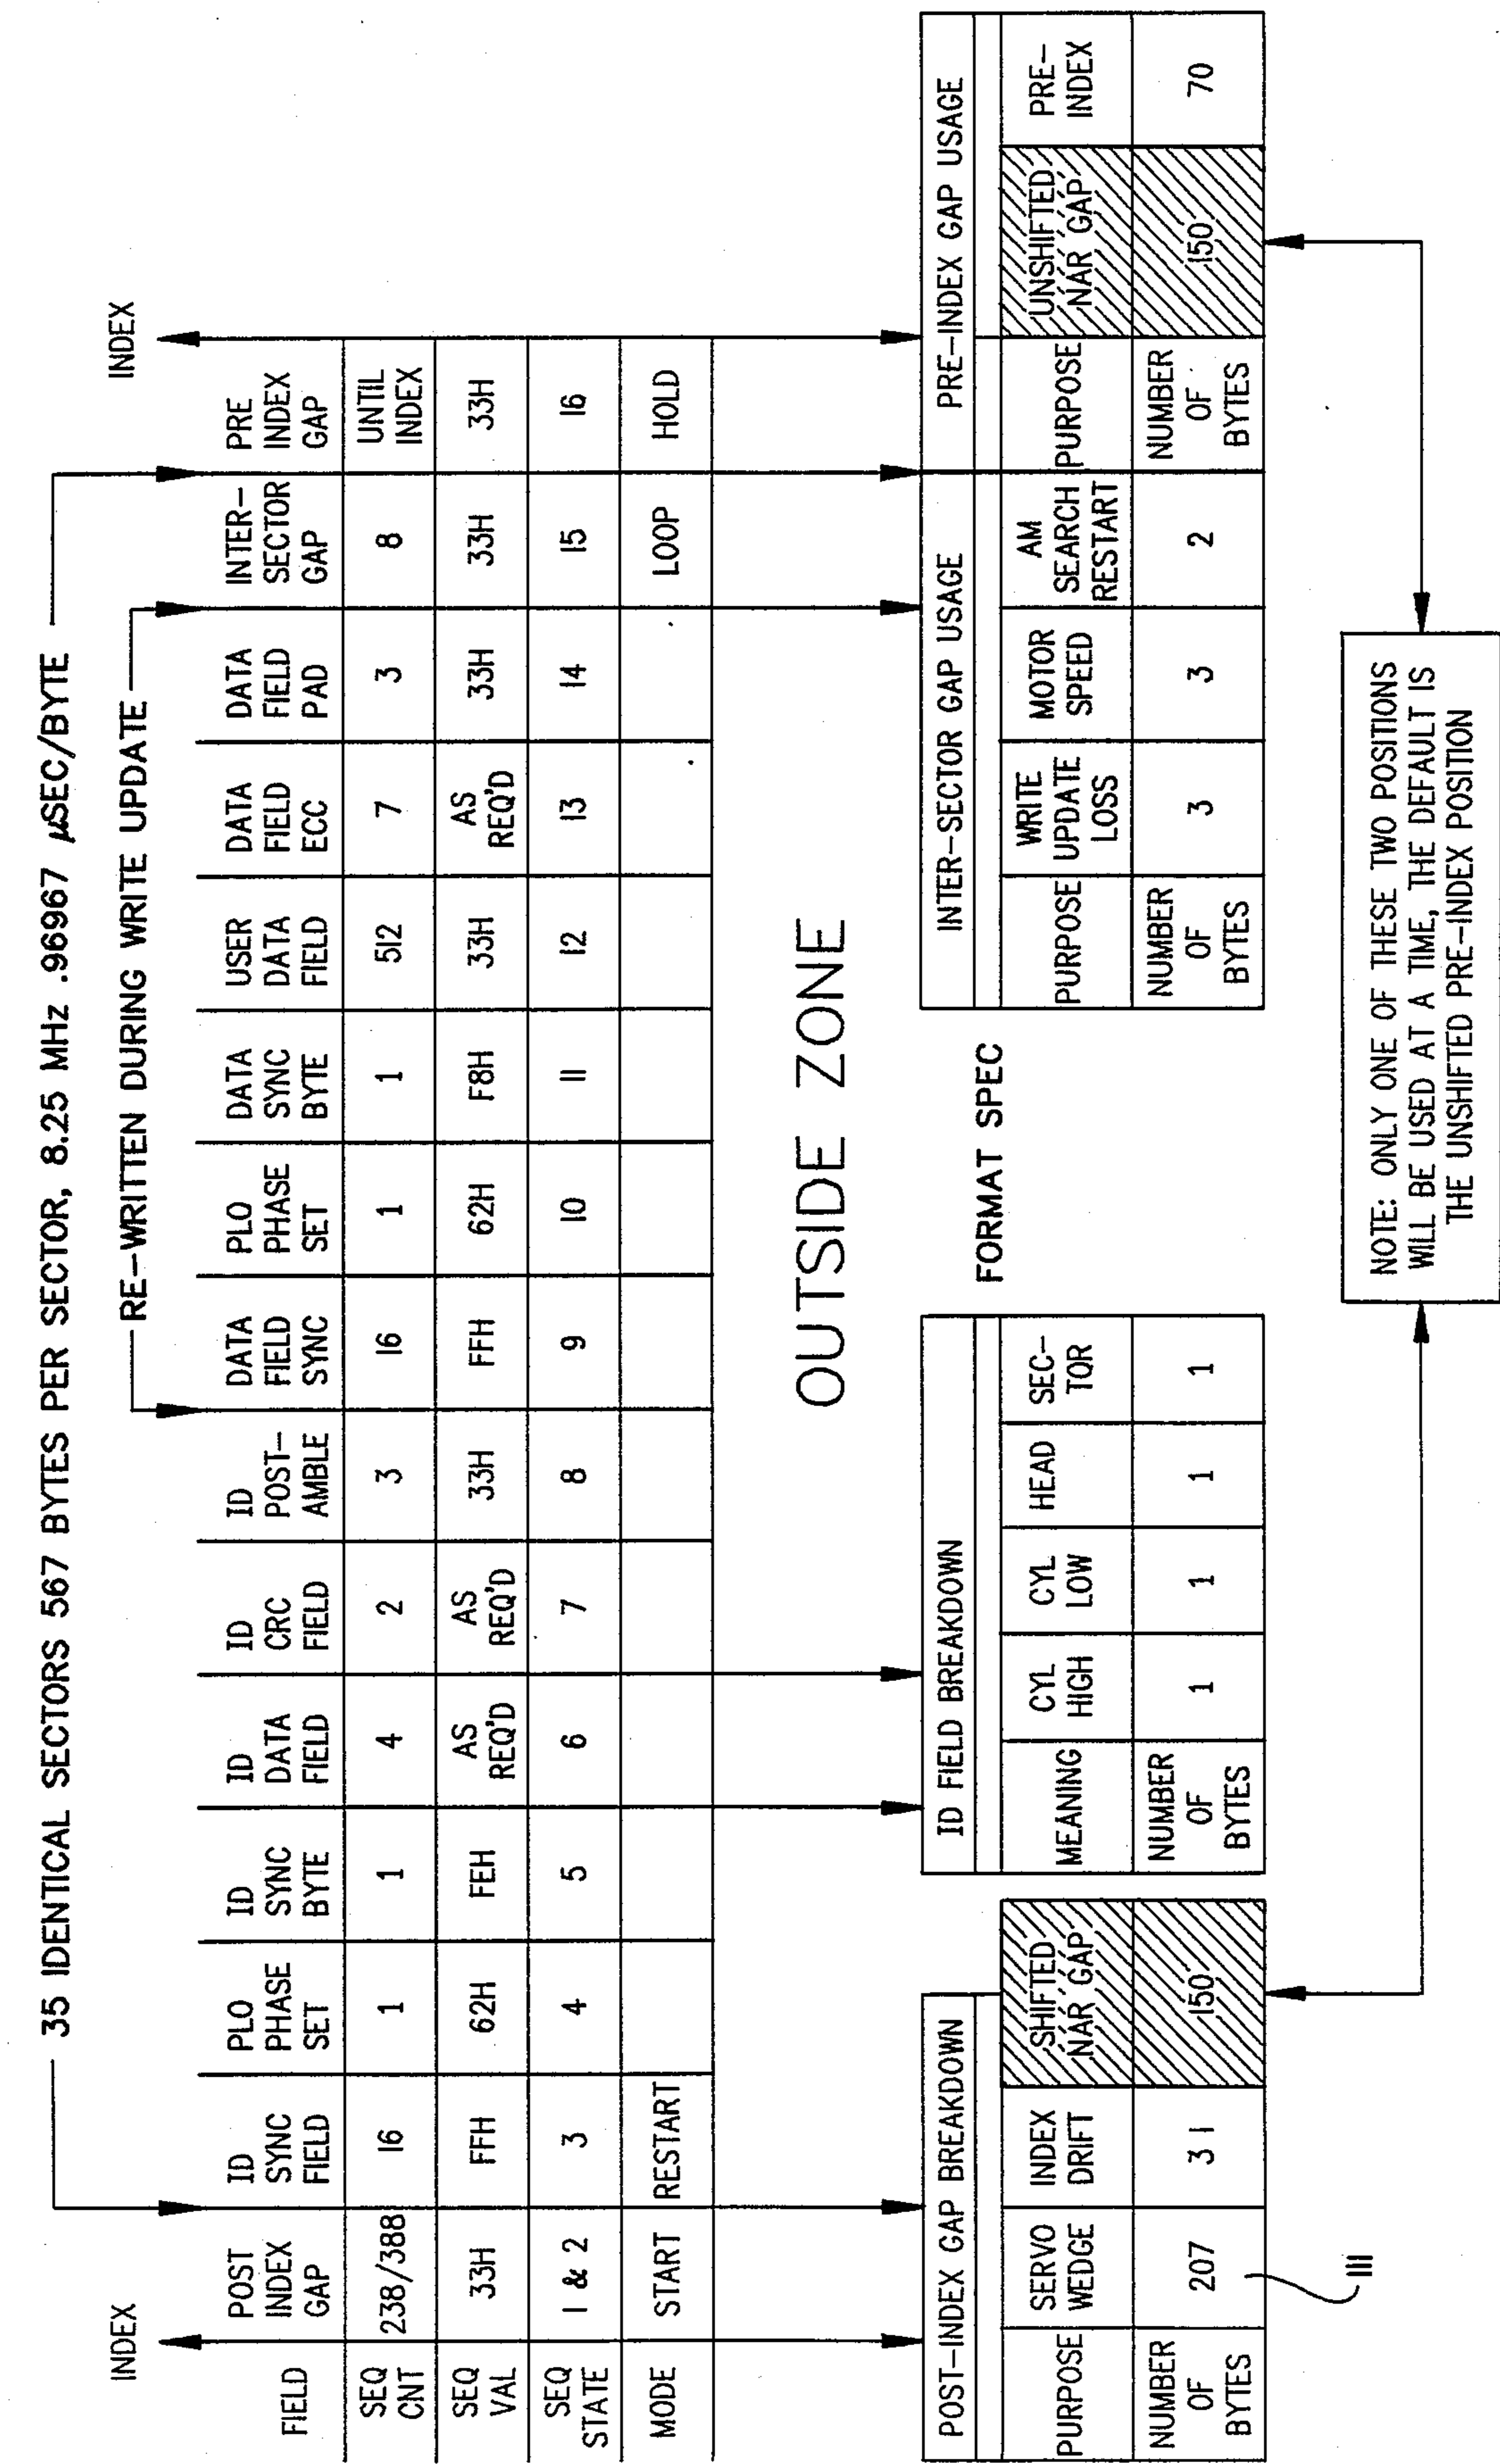 35 IDENTICAL SECTORS 567 BYTES PER SECTOR, 8.25 MHz .96967 µSEC/BYTE
RE-WRITTEN DURING WRITE UPDATE
INDEX
INDEX
FIELD
POST INDEX GAP
ID SYNC FIELD
PLO PHASE SET
ID SYNC BYTE
ID DATA FIELD
ID CRC FIELD
ID POST-AMBLE
DATA FIELD SYNC
PLO PHASE SET
DATA SYNC BYTE
USER DATA FIELD
DATA FIELD ECC
DATA FIELD PAD
INTER-SECTOR GAP
PRE INDEX GAP
SEQ CNT
238/388
16
1
1
4
2
3
16
1
1
512
7
3
8
UNTIL INDEX
SEQ VAL
33H
FFH
62H
FEH
AS REQ'D
AS REQ'D
33H
FFH
62H
F8H
33H
AS REQ'D
33H
33H
33H
SEQ STATE
1 & 2
3
4
5
6
7
8
9
10
11
12
13
14
15
16
MODE
START
RESTART
LOOP
HOLD
OUTSIDE ZONE
FORMAT SPEC
POST-INDEX GAP BREAKDOWN
PURPOSE
SERVO WEDGE
INDEX DRIFT
SHIFTED NAR GAP
NUMBER OF BYTES
207
31
150
111
ID FIELD BREAKDOWN
MEANING
CYL HIGH
CYL LOW
HEAD
SEC-TOR
NUMBER OF BYTES
1
1
1
1
INTER-SECTOR GAP USAGE
PURPOSE
WRITE UPDATE LOSS
MOTOR SPEED
AM SEARCH RESTART
NUMBER OF BYTES
3
3
2
PRE-INDEX GAP USAGE
PURPOSE
UNSHIFTED NAR GAP
PRE-INDEX
NUMBER OF BYTES
150
70
NOTE: ONLY ONE OF THESE TWO POSITIONS
WILL BE USED AT A TIME, THE DEFAULT IS
THE UNSHIFTED PRE-INDEX POSITION